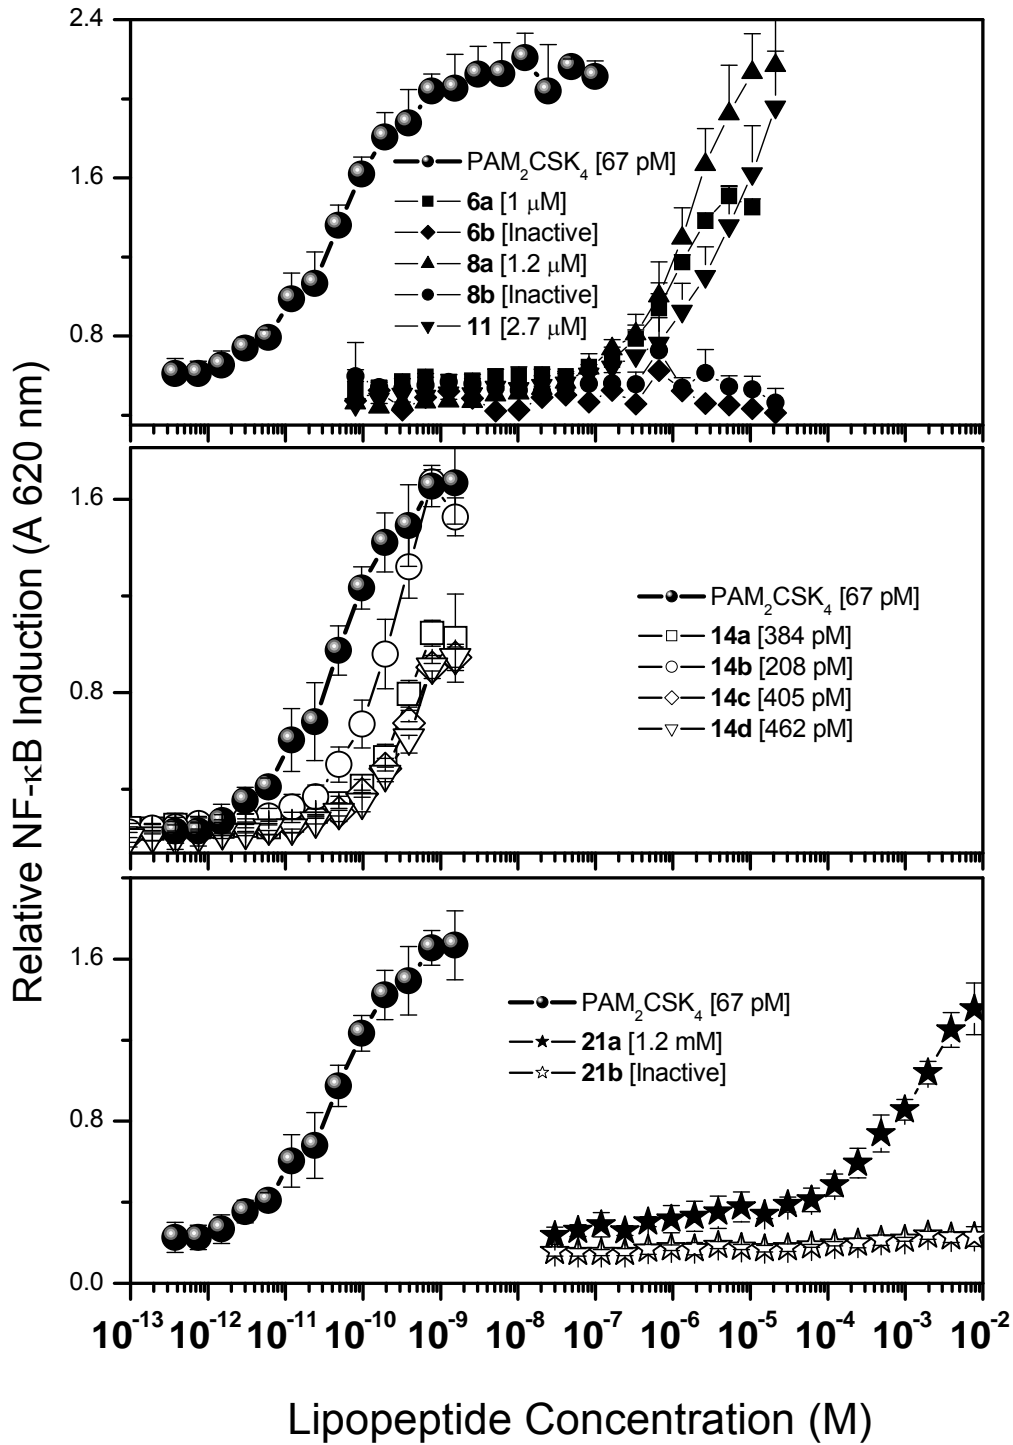 Relative NF-κB Induction (A 620 nm)
2.4
1.6
0.8
PAM₂CSK₄ [67 pM]
6a [1 μM]
6b [Inactive]
8a [1.2 μM]
8b [Inactive]
11 [2.7 μM]
1.6
0.8
PAM₂CSK₄ [67 pM]
14a [384 pM]
14b [208 pM]
14c [405 pM]
14d [462 pM]
1.6
0.8
0.0
PAM₂CSK₄ [67 pM]
21a [1.2 mM]
21b [Inactive]
10⁻¹³ 10⁻¹² 10⁻¹¹ 10⁻¹⁰ 10⁻⁹ 10⁻⁸ 10⁻⁷ 10⁻⁶ 10⁻⁵ 10⁻⁴ 10⁻³ 10⁻²
Lipopeptide Concentration (M)